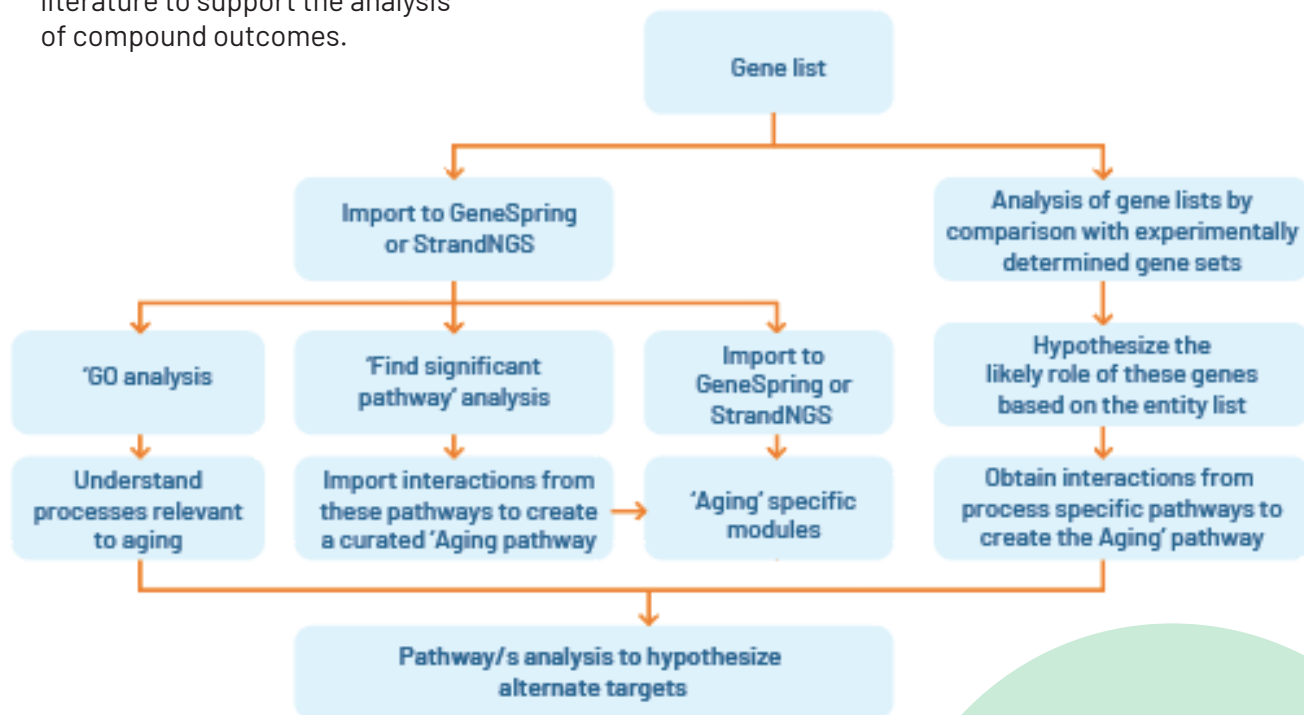 literature to support the analysis
of compound outcomes.
Gene list
Import to GeneSpring
or StrandNGS
Analysis of gene lists by
comparison with experimentally
determined gene sets
'GO analysis
'Find significant
pathway' analysis
Import to
GeneSpring or
StrandNGS
Hypothesize the
likely role of these genes
based on the entity list
Understand
processes relevant
to aging
Import interactions from
these pathways to create
a curated 'Aging pathway
'Aging' specific
modules
Obtain interactions from
process specific pathways to
create the Aging' pathway
Pathway/s analysis to hypothesize
alternate targets